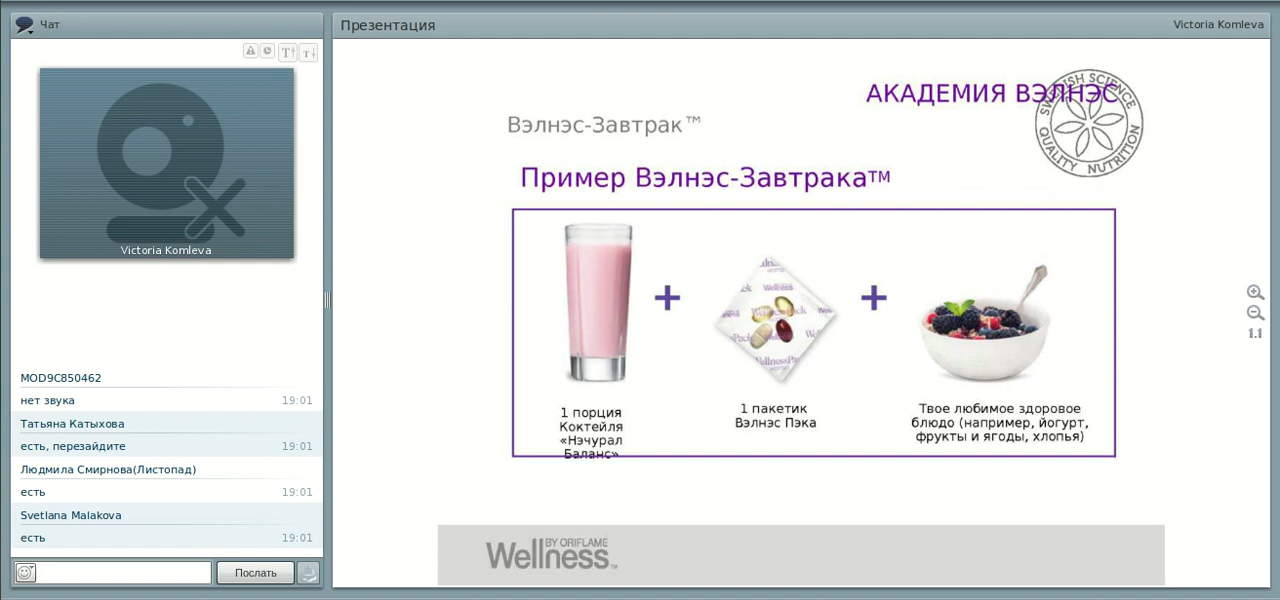 Чат
Victoria Komleva
MOD9C850462
нет звука 19:01
Татьяна Катыхова
есть, перезайдите 19:01
Людмила Смирнова(Листопад)
есть 19:01
Svetlana Malakova
есть 19:01
Послать
Презентация
Victoria Komleva
АКАДЕМИЯ ВЭЛНЭС
SWEDISH SCIENCE
QUALITY NUTRITION
Вэлнэс-Завтрак™
Пример Вэлнэс-Завтрака™
+
+
1 порция
Коктейля
«Нэчурал
Баланс»
1 пакетик
Вэлнэс Пэка
Твое любимое здоровое
блюдо (например, йогурт,
фрукты и ягоды, хлопья)
BY ORIFLAME
Wellness™
1.1